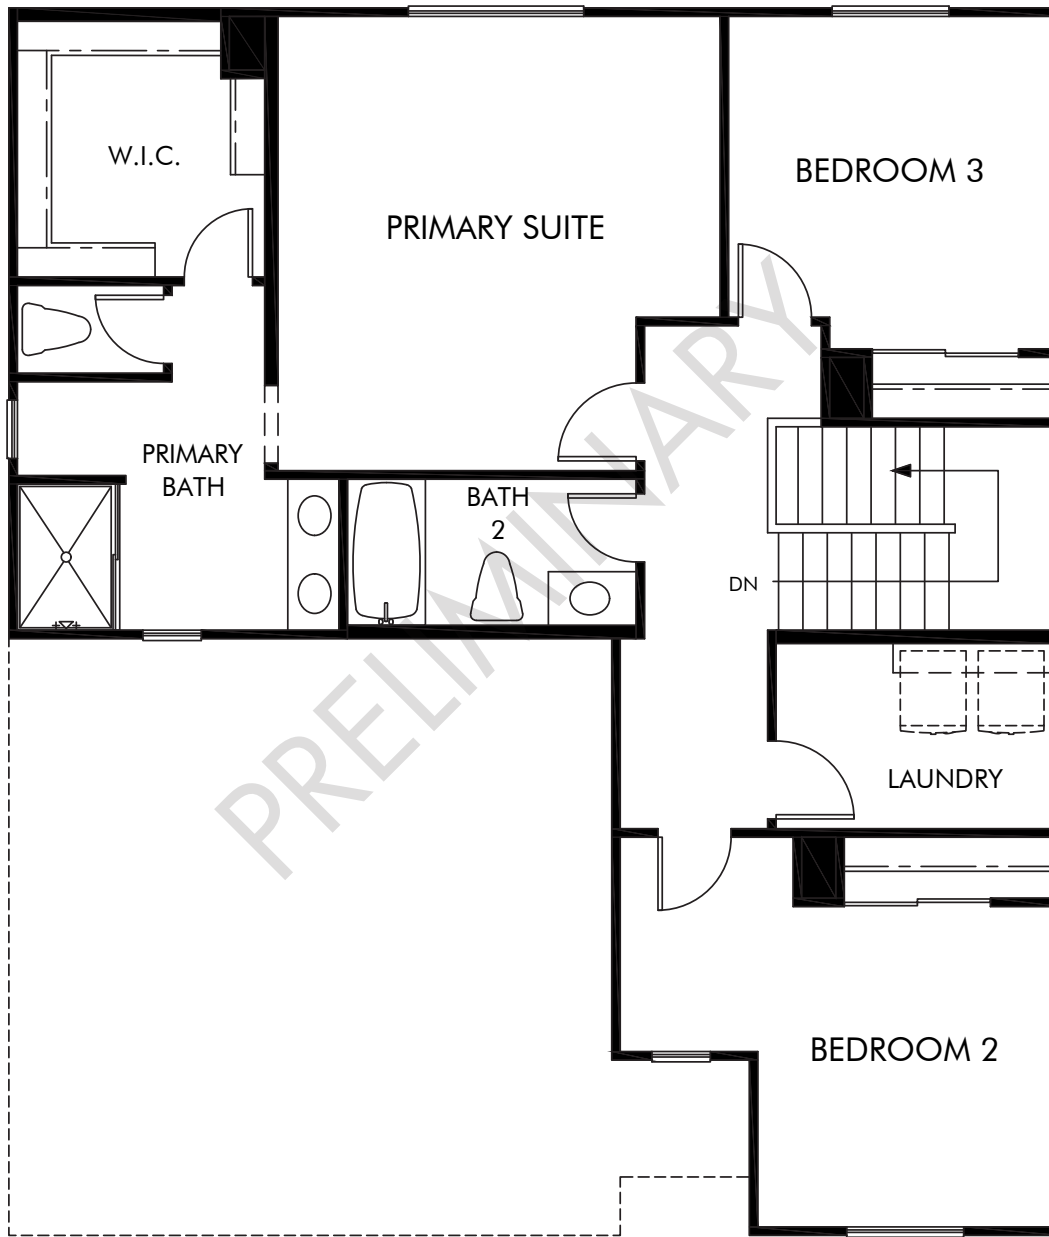 W.I.C.
PRIMARY SUITE
BEDROOM 3
PRIMARY
BATH
BATH
2
DN
LAUNDRY
BEDROOM 2
PRELIMINARY